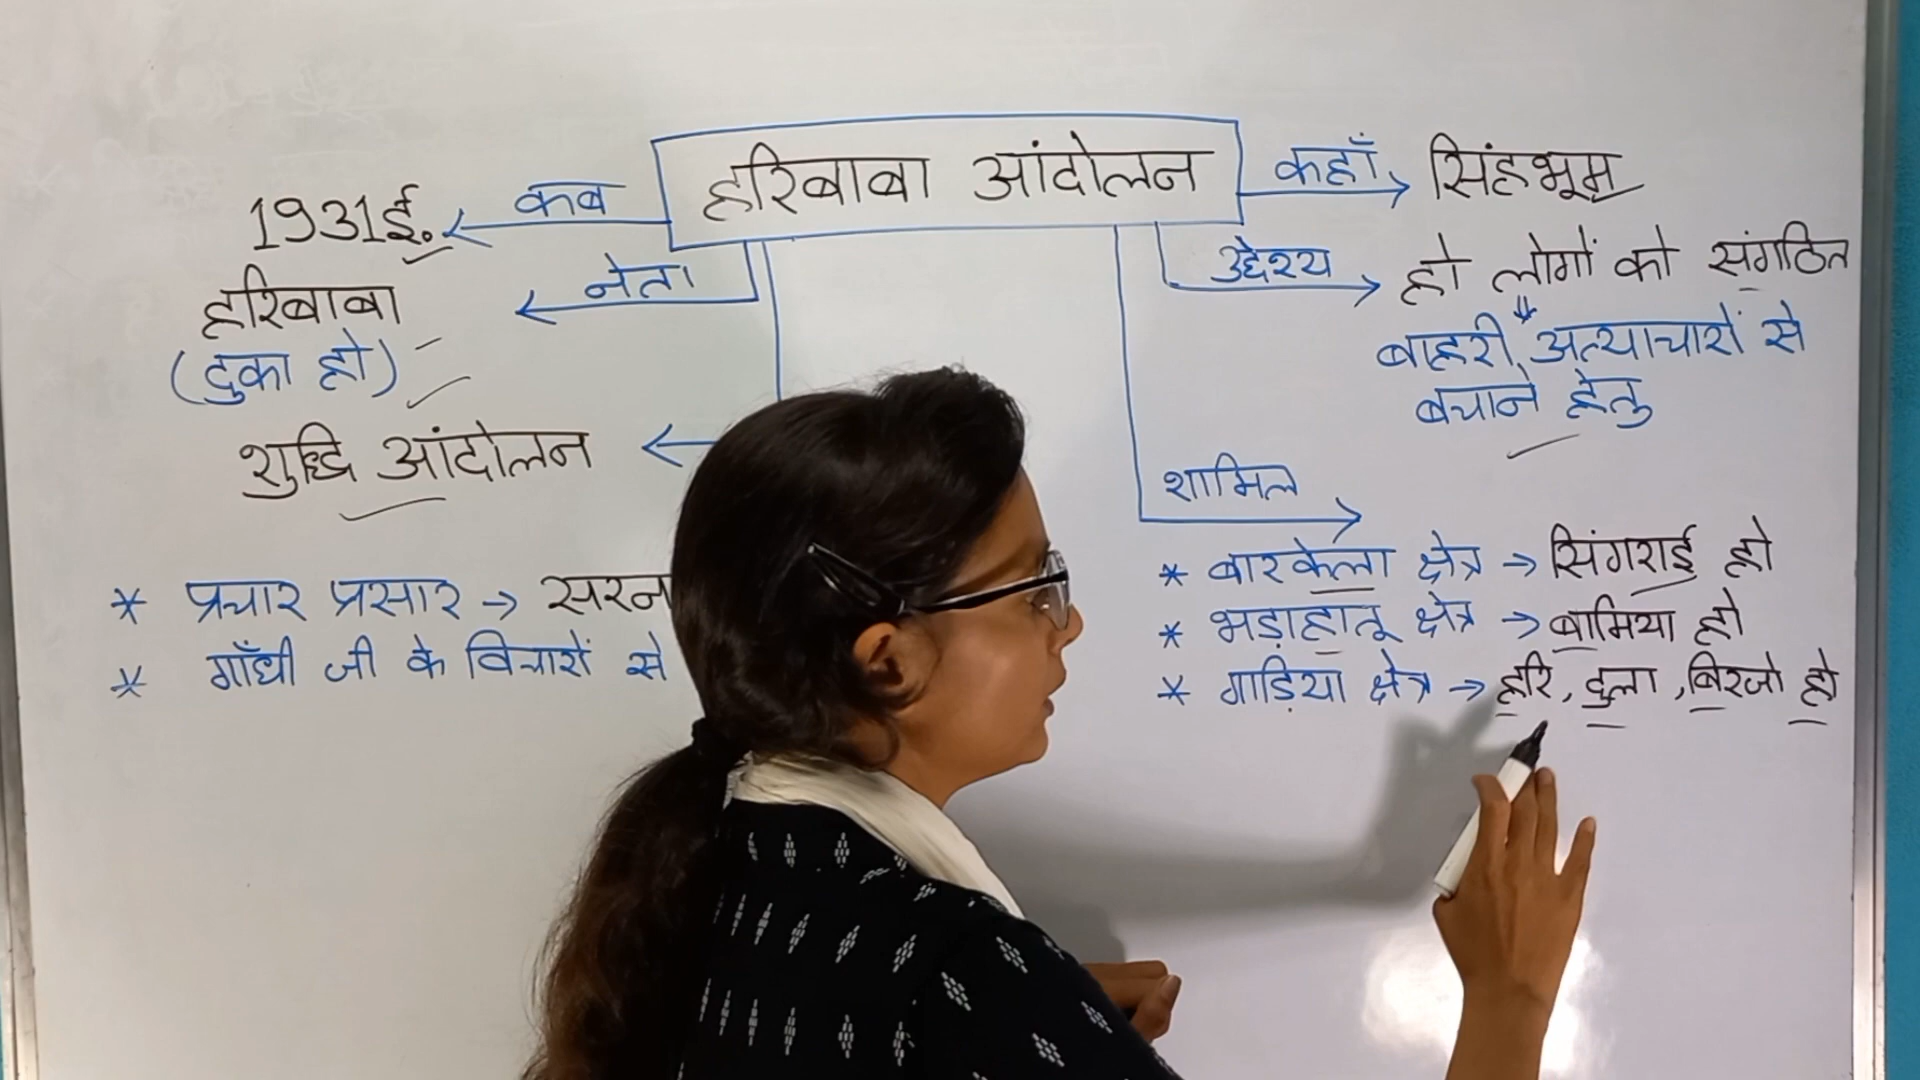 हरिबाबा आंदोलन
कब
1931ई.
नेता
हरिबाबा
(दुका हो)
शुद्धि आंदोलन
* प्रचार प्रसार → सरन
* गाँधी जी के विचारों से
कहाँ
सिंहभूम
उद्देश्य
हो लोगों को संगठित
बाहरी अत्याचारों से
बचाने हेतु
शामिल
* बारकेला क्षेत्र → सिंगराई हो
* भड़ाहातू क्षेत्र → बामिया हो
* गाड़िया क्षेत्र → हरि, दुला, बिरजो हो